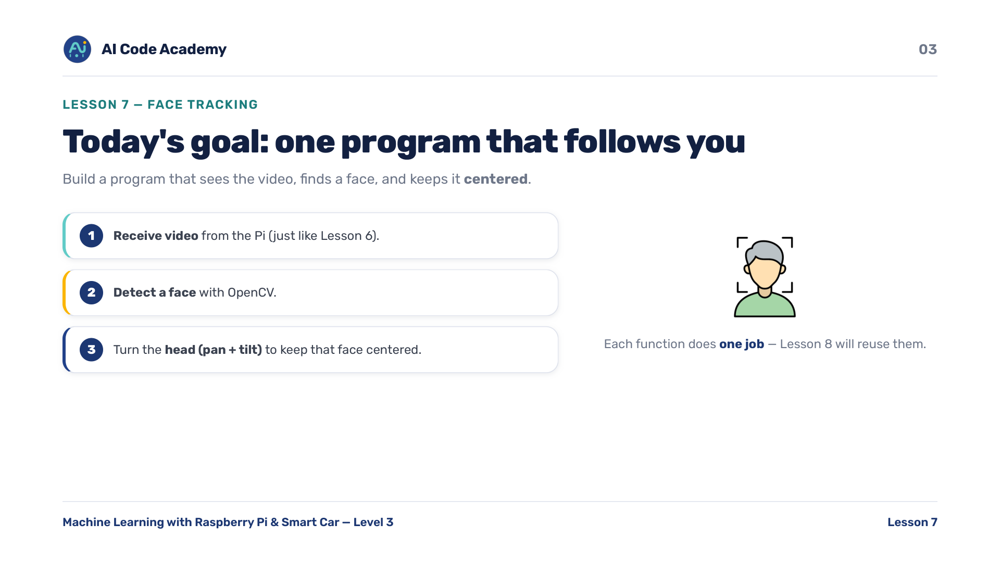 AI Code Academy
03
LESSON 7 — FACE TRACKING
Today's goal: one program that follows you
Build a program that sees the video, finds a face, and keeps it centered.
1 Receive video from the Pi (just like Lesson 6).
2 Detect a face with OpenCV.
3 Turn the head (pan + tilt) to keep that face centered.
Each function does one job — Lesson 8 will reuse them.
Machine Learning with Raspberry Pi & Smart Car — Level 3
Lesson 7